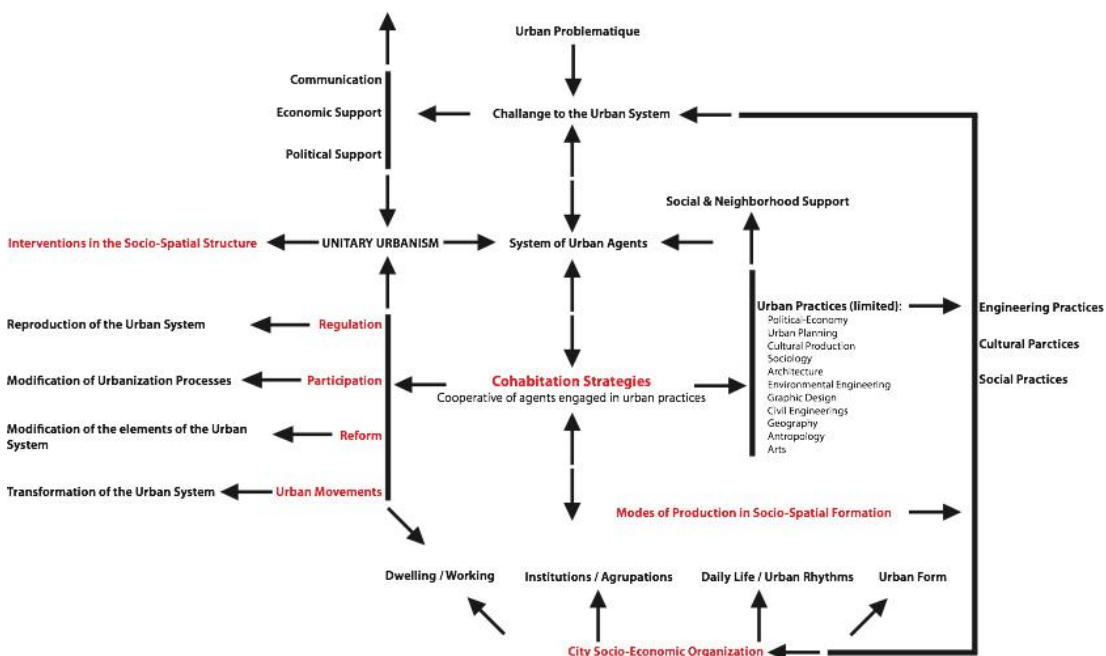 Urban Problematique
Communication
Economic Support
Political Support
Challange to the Urban System
Social & Neighborhood Support
Interventions in the Socio-Spatial Structure
UNITARY URBANISM
System of Urban Agents
Urban Practices (limited):
Political-Economy
Urban Planning
Cultural Production
Sociology
Architecture
Environmental Engineering
Graphic Design
Civil Engineerings
Geography
Antropology
Arts
Engineering Practices
Cultural Parctices
Social Practices
Reproduction of the Urban System
Regulation
Modification of Urbanization Processes
Participation
Cohabitation Strategies
Cooperative of agents engaged in urban practices
Modification of the elements of the Urban
System
Reform
Transformation of the Urban System
Urban Movements
Modes of Production in Socio-Spatial Formation
Dwelling / Working
Institutions / Agrupations
Daily Life / Urban Rhythms
Urban Form
City Socio-Economic Organization